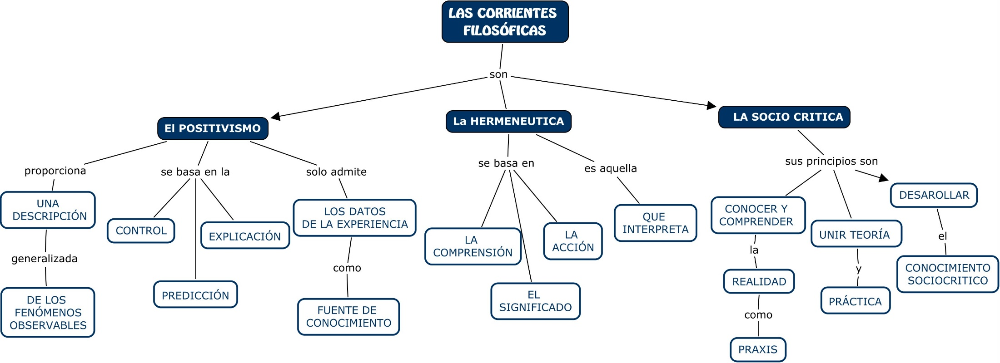 LAS CORRIENTES
FILOSÓFICAS
son
El POSITIVISMO
La HERMENEUTICA
LA SOCIO CRITICA
proporciona
se basa en la
solo admite
se basa en
es aquella
sus principios son
UNA
DESCRIPCIÓN
generalizada
DE LOS
FENÓMENOS
OBSERVABLES
CONTROL
PREDICCIÓN
EXPLICACIÓN
LOS DATOS
DE LA EXPERIENCIA
como
FUENTE DE
CONOCIMIENTO
LA
COMPRENSIÓN
EL
SIGNIFICADO
LA
ACCIÓN
QUE
INTERPRETA
CONOCER Y
COMPRENDER
la
REALIDAD
como
PRAXIS
UNIR TEORÍA
y
PRÁCTICA
DESAROLLAR
el
CONOCIMIENTO
SOCIOCRITICO